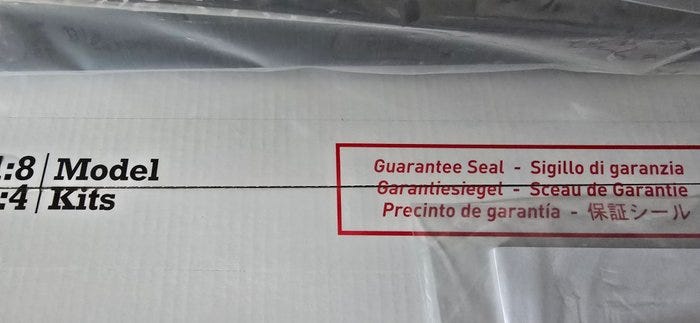 :8 | Model
:4 | Kits
Guarantee Seal - Sigillo di garanzia
Garantiesiegel - Sceau de Garantie
Precinto de garantía - 保証シール